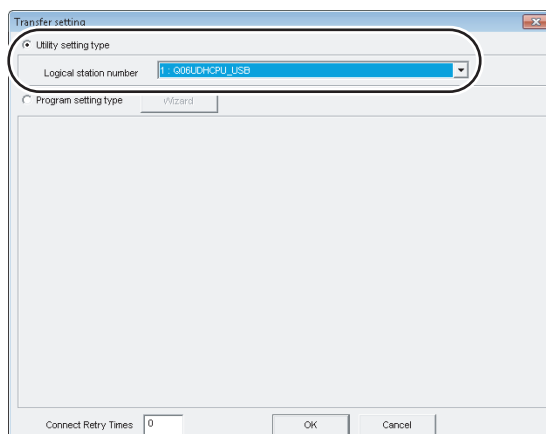 Transfer setting
Utility setting type
Logical station number 1 : Q06UDHCPU_USB
Program setting type Wizard
Connect Retry Times 0 OK Cancel